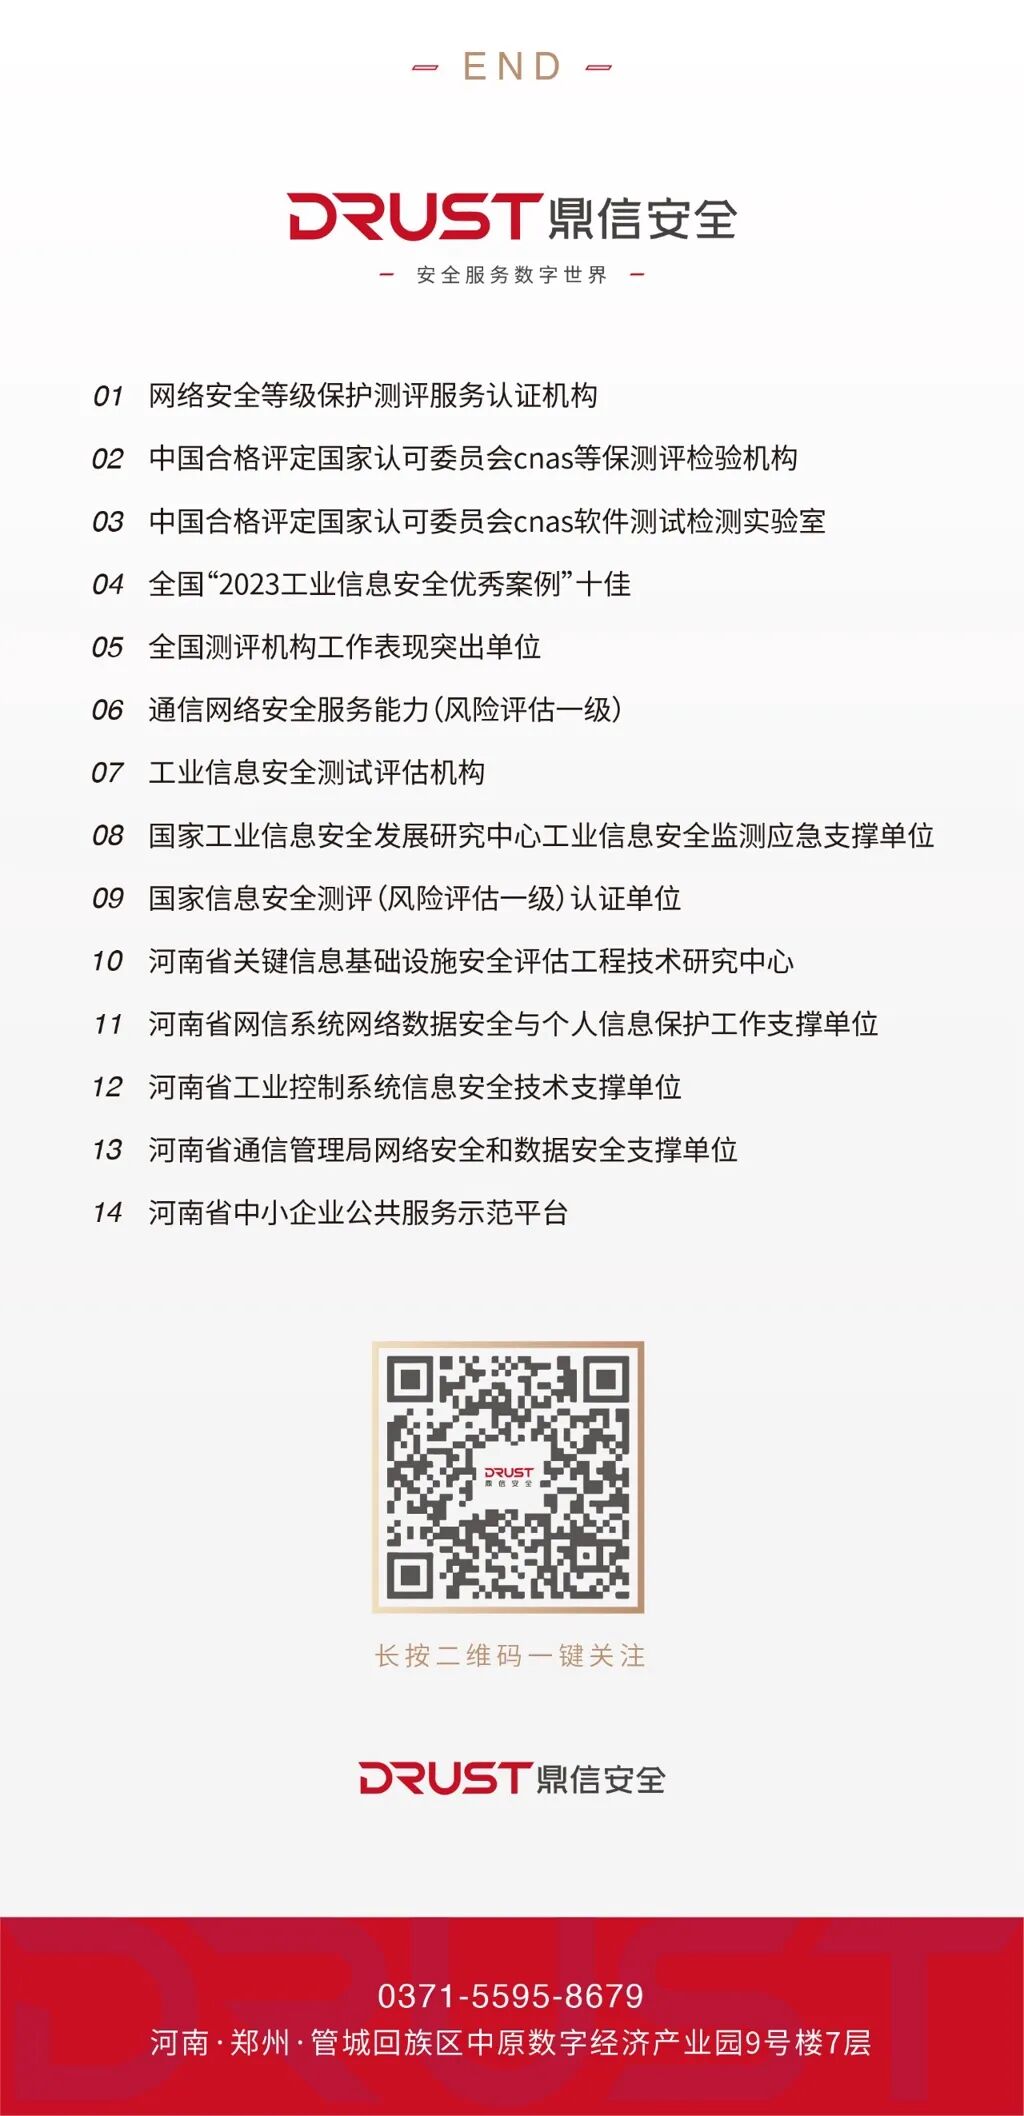 END
DRUST鼎信安全
安全服务数字世界
01 网络安全等级保护测评服务认证机构
02 中国合格评定国家认可委员会cnas等保测评检验机构
03 中国合格评定国家认可委员会cnas软件测试检测实验室
04 全国“2023工业信息安全优秀案例”十佳
05 全国测评机构工作表现突出单位
06 通信网络安全服务能力(风险评估一级)
07 工业信息安全测试评估机构
08 国家工业信息安全发展研究中心工业信息安全监测应急支撑单位
09 国家信息安全测评(风险评估一级)认证单位
10 河南省关键信息基础设施安全评估工程技术研究中心
11 河南省网信系统网络数据安全与个人信息保护工作支撑单位
12 河南省工业控制系统信息安全技术支撑单位
13 河南省通信管理局网络安全和数据安全支撑单位
14 河南省中小企业公共服务示范平台
DRUST
鼎信安全
长按二维码一键关注
DRUST鼎信安全
DRUST
0371-5595-8679
河南·郑州·管城回族区中原数字经济产业园9号楼7层